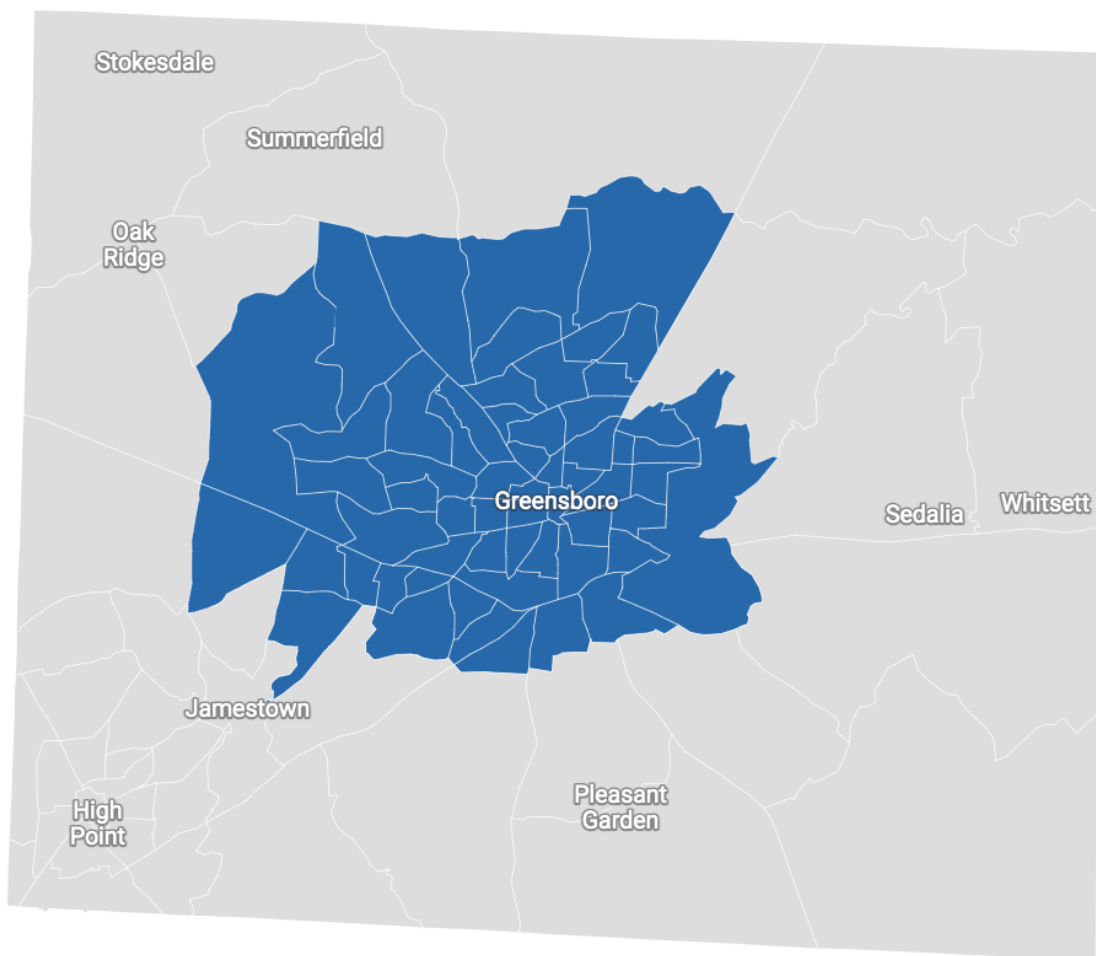 Stokesdale
Summerfield
Oak
Ridge
Greensboro
Sedalia
Whitsett
Jamestown
Pleasant
Garden
High
Point